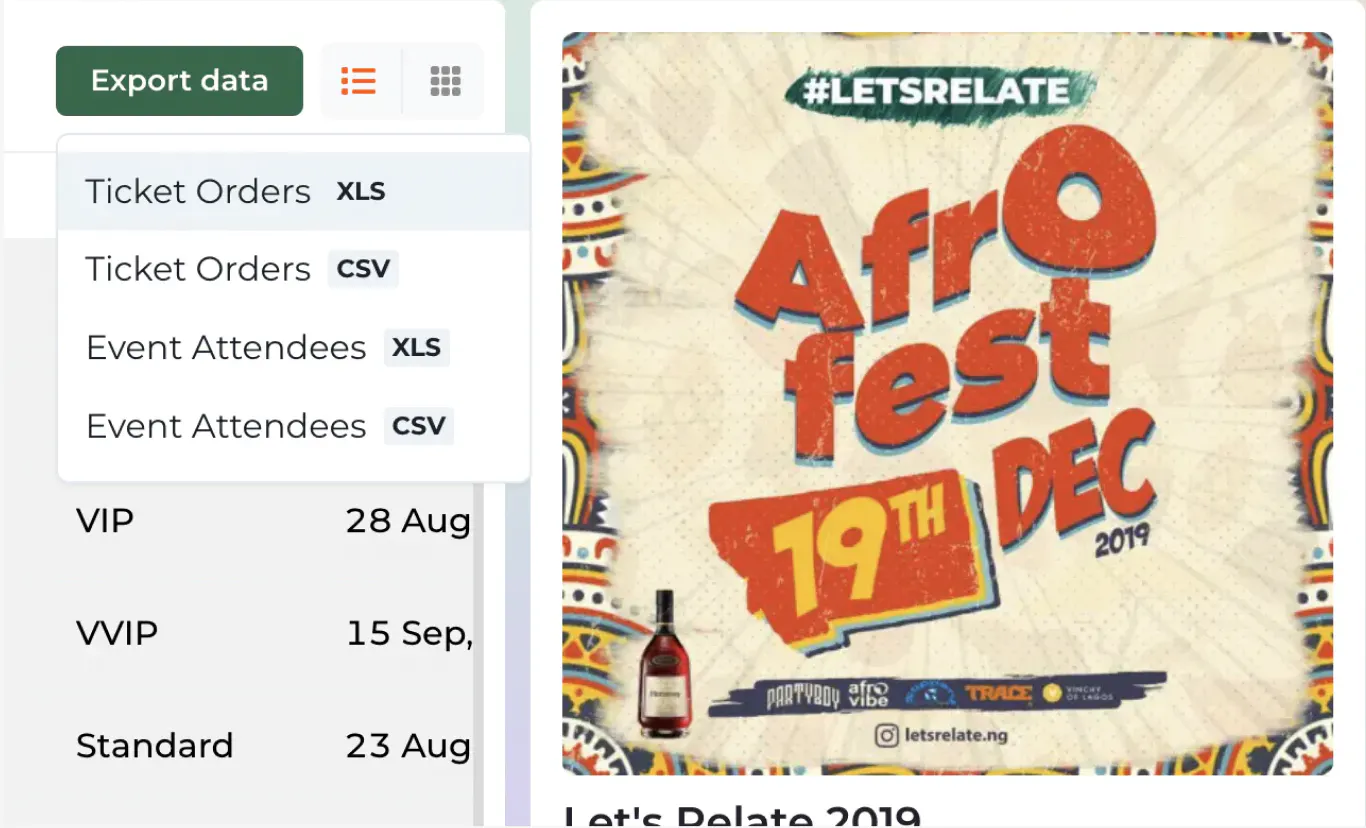 Export data
Ticket Orders XLS
Ticket Orders CSV
Event Attendees XLS
Event Attendees CSV
VIP 28 Aug
VVIP 15 Sep,
Standard 23 Aug
#LETSRELATE
Afro
fest
19TH DEC
2019
Hennessy
PARTYBOY afro vibe TRACE VINCHY OF LAGOS
letsrelate.ng
Let's Relate 2019